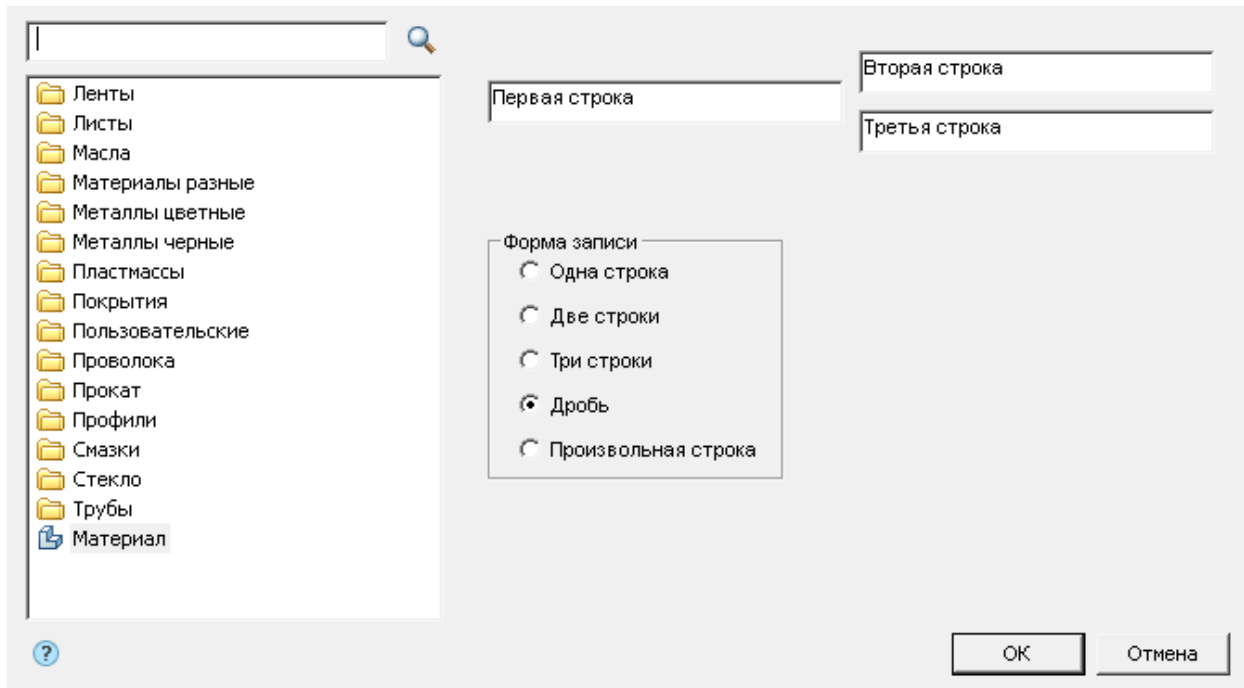 Ленты
Листы
Масла
Материалы разные
Металлы цветные
Металлы черные
Пластмассы
Покрытия
Пользовательские
Проволока
Прокат
Профили
Смазки
Стекло
Трубы
Материал
Первая строка
Вторая строка
Третья строка
Форма записи
Одна строка
Две строки
Три строки
Дробь
Произвольная строка
?
ОК
Отмена